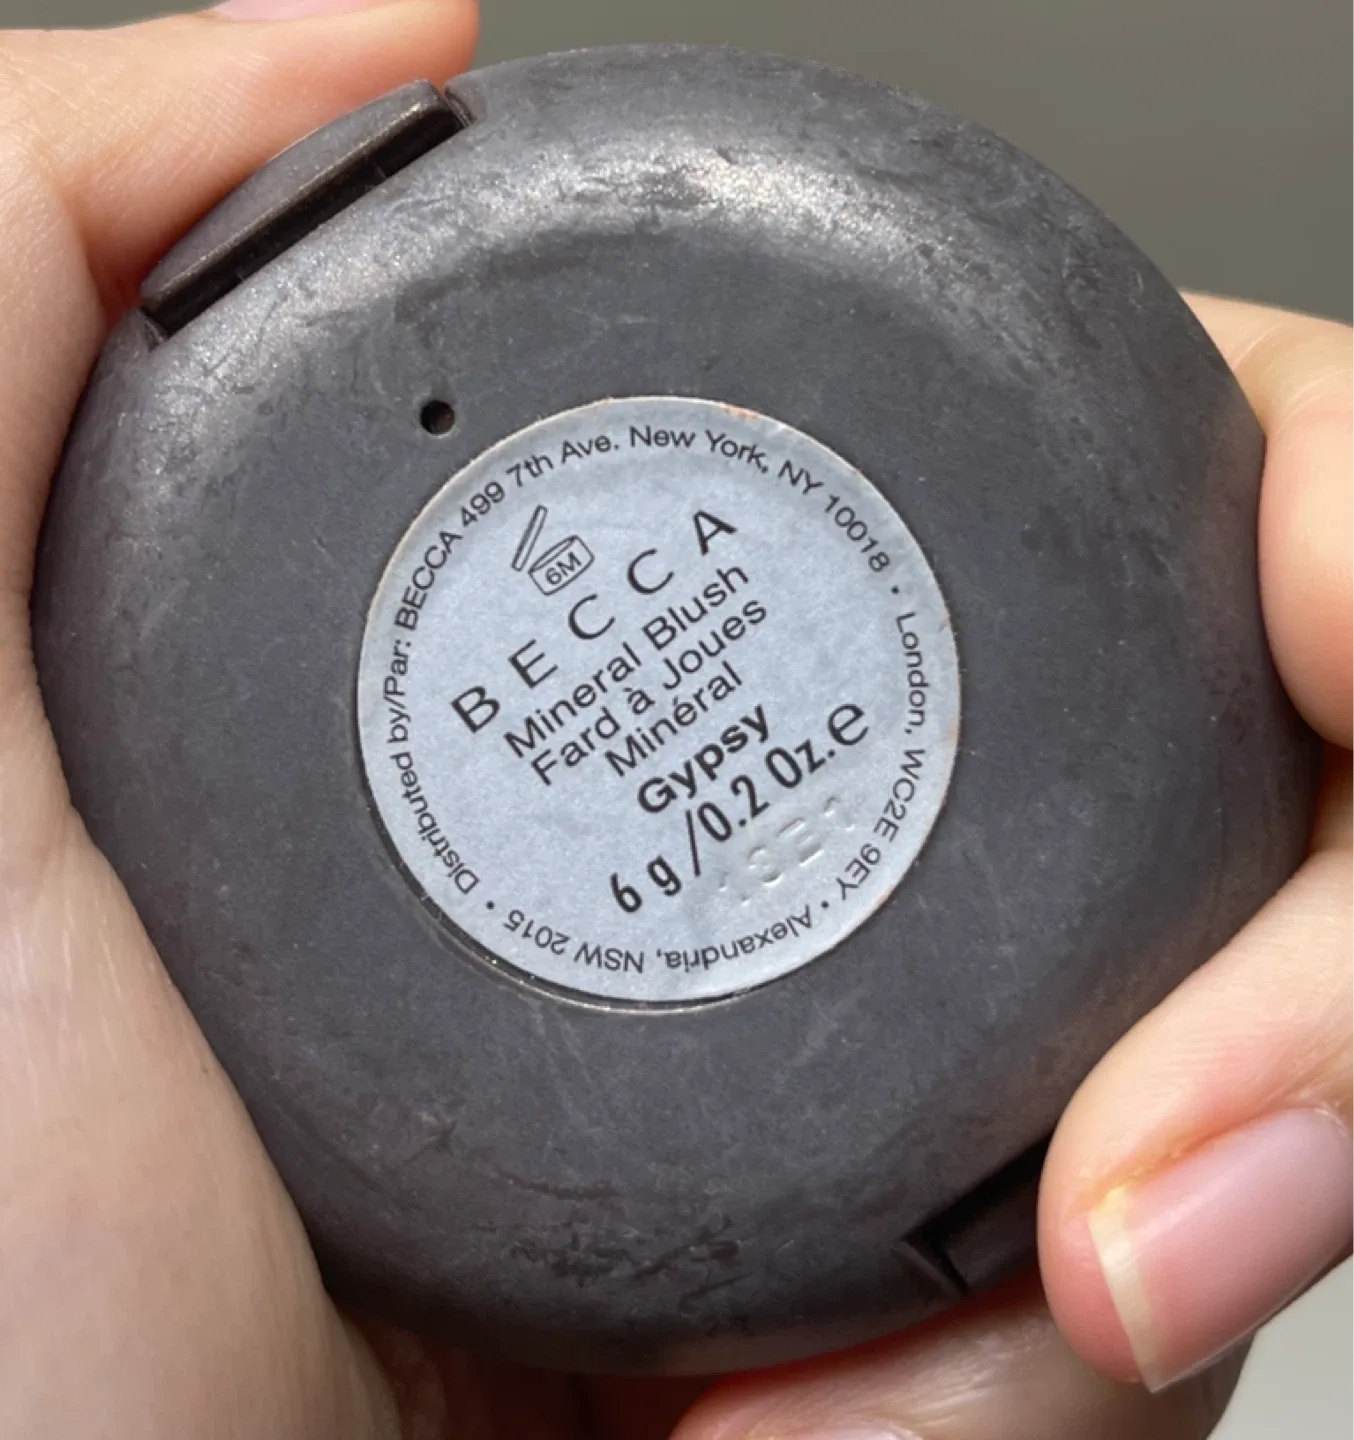 Distributed by/Par: BECCA 499 7th Ave. New York, NY 10018 • London, WC2E 9EY • Alexandria, NSW 2015 •
6M
BECCA
Mineral Blush
Fard à Joues
Minéral
Gypsy
6 g/0.2 Oz.e